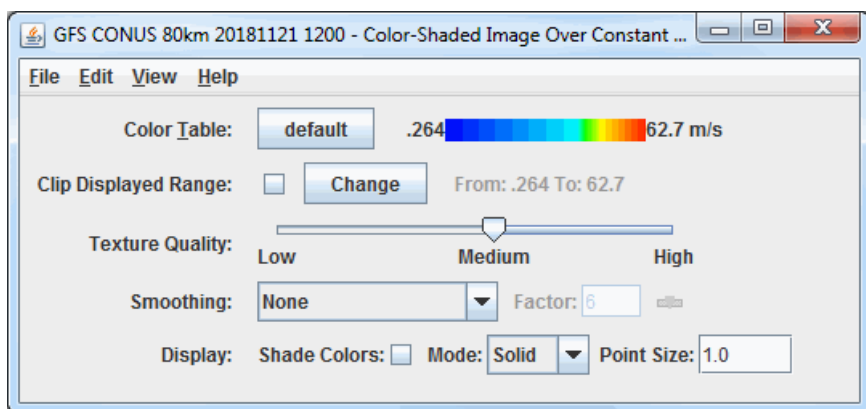 GFS CONUS 80km 20181121 1200 - Color-Shaded Image Over Constant ...
File Edit View Help
Color Table: default .264 62.7 m/s
Clip Displayed Range: Change From: .264 To: 62.7
Texture Quality:
Low Medium High
Smoothing: None Factor: 6
Display: Shade Colors: Mode: Solid Point Size: 1.0